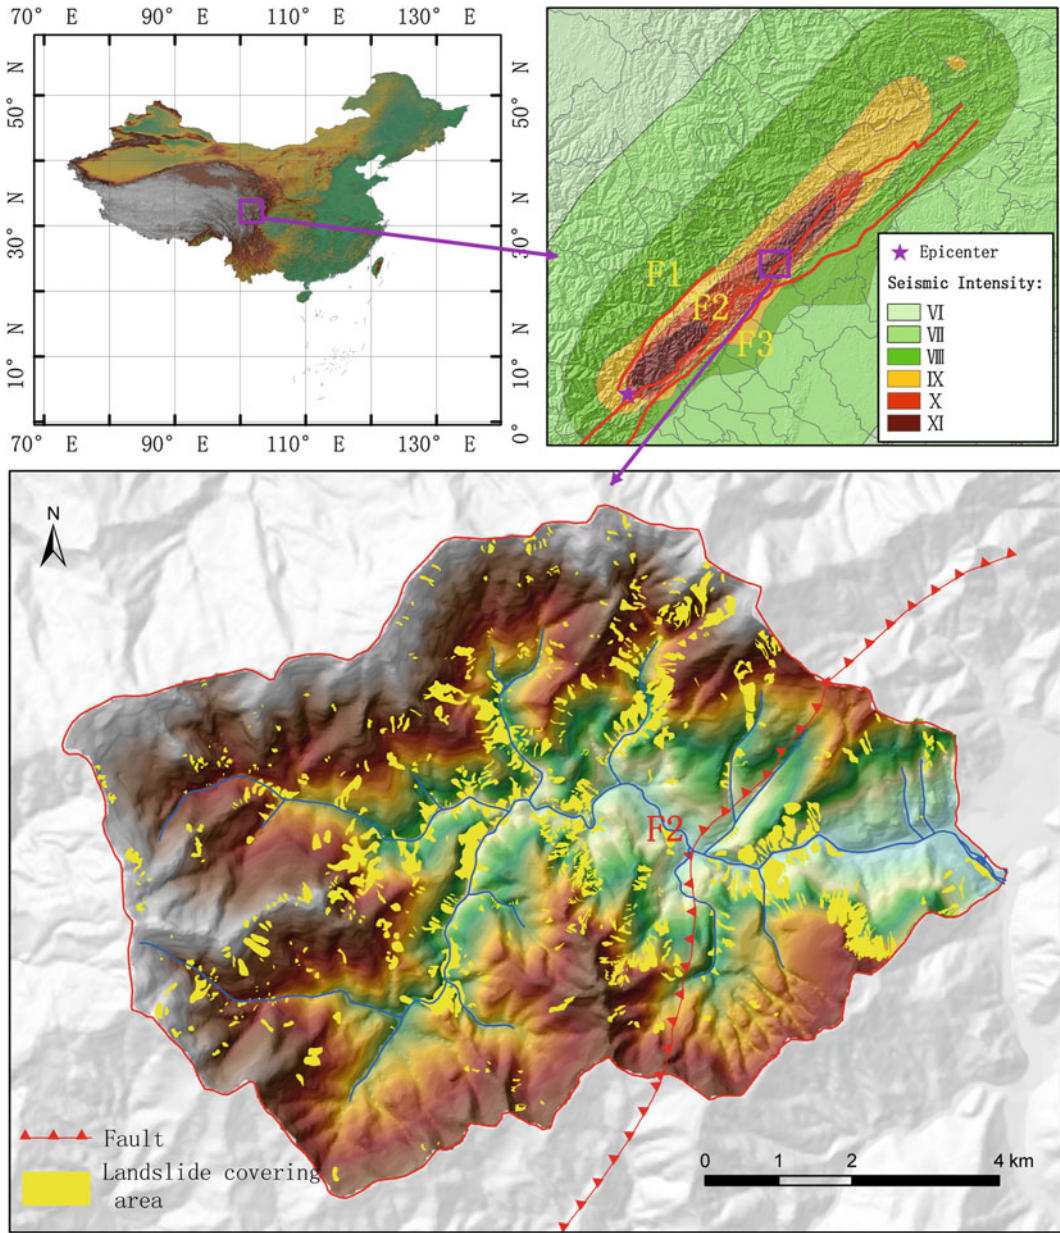 70° E 90° E 110° E 130° E
50° N
30° N
10° N
50° N
30° N
10° N
0°
70° E 90° E 110° E 130° E
F1
F2
F3
Epicenter
Seismic Intensity:
Ⅵ
Ⅶ
Ⅷ
Ⅸ
Ⅹ
Ⅺ
N
F2
Fault
Landslide covering
area
0 1 2 4 km